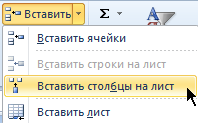 Вставить Σ
Вставить ячейки
Вставить строки на лист
Вставить столбцы на лист
Вставить лист